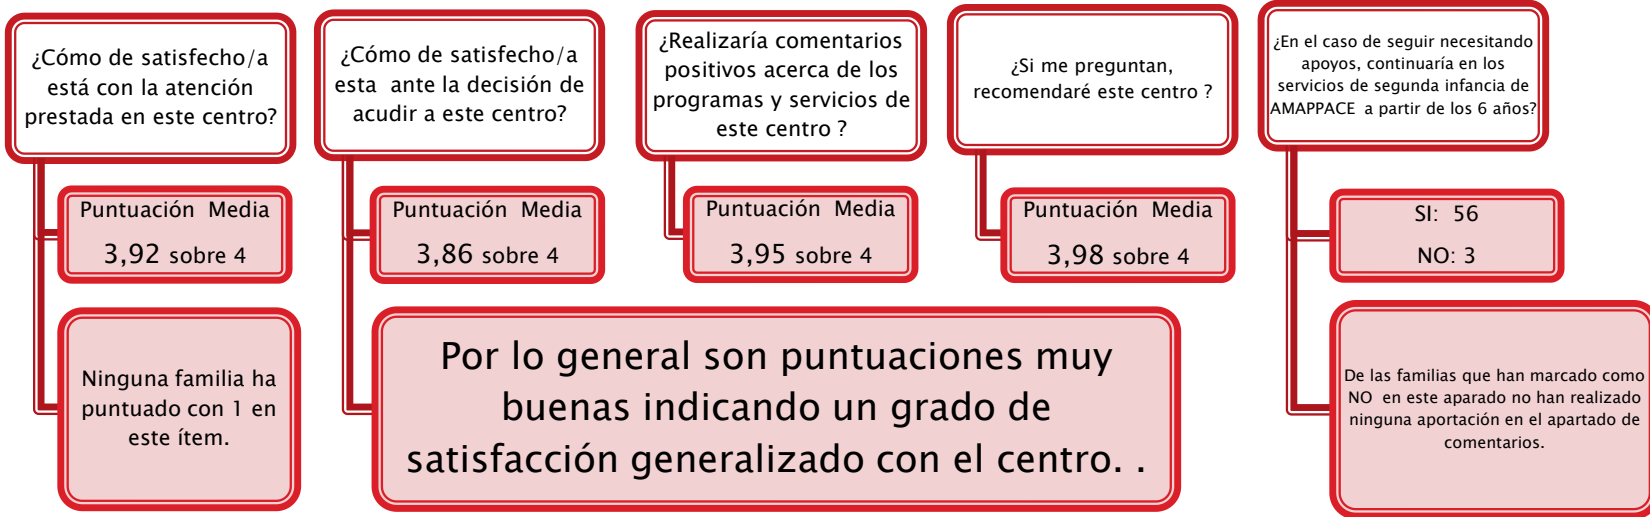 ¿Cómo de satisfecho/a
está con la atención
prestada en este centro?
Puntuación Media
3,92 sobre 4
Ninguna familia ha
puntuado con 1 en
este ítem.
¿Cómo de satisfecho/a
esta ante la decisión de
acudir a este centro?
Puntuación Media
3,86 sobre 4
Por lo general son puntuaciones muy
buenas indicando un grado de
satisfacción generalizado con el centro. .
¿Realizaría comentarios
positivos acerca de los
programas y servicios de
este centro ?
Puntuación Media
3,95 sobre 4
¿Si me preguntan,
recomendaré este centro ?
Puntuación Media
3,98 sobre 4
¿En el caso de seguir necesitando
apoyos, continuaría en los
servicios de segunda infancia de
AMAPPACE a partir de los 6 años?
SI: 56
NO: 3
De las familias que han marcado como
NO en este aparado no han realizado
ninguna aportación en el apartado de
comentarios.